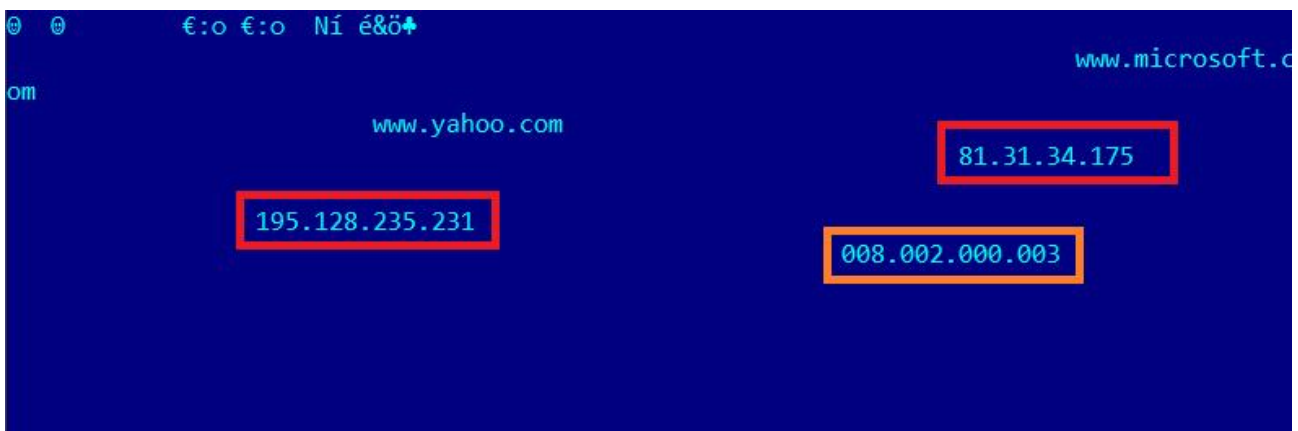 ☺ ☺ €:o €:o Ní é&ö♣
www.microsoft.c
om
www.yahoo.com
81.31.34.175
195.128.235.231
008.002.000.003